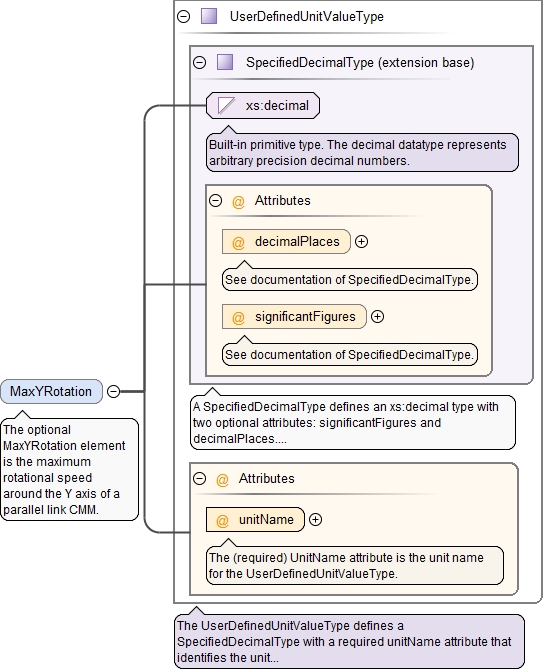 UserDefinedUnitValueType
SpecifiedDecimalType (extension base)
xs:decimal
Built-in primitive type. The decimal datatype represents
arbitrary precision decimal numbers.
@ Attributes
@ decimalPlaces
See documentation of SpecifiedDecimalType.
@ significantFigures
See documentation of SpecifiedDecimalType.
MaxYRotation
The optional
MaxYRotation element
is the maximum
rotational speed
around the Y axis of a
parallel link CMM.
A SpecifiedDecimalType defines an xs:decimal type with
two optional attributes: significantFigures and
decimalPlaces....
@ Attributes
@ unitName
The (required) UnitName attribute is the unit name
for the UserDefinedUnitValueType.
The UserDefinedUnitValueType defines a
SpecifiedDecimalType with a required unitName attribute that
identifies the unit...